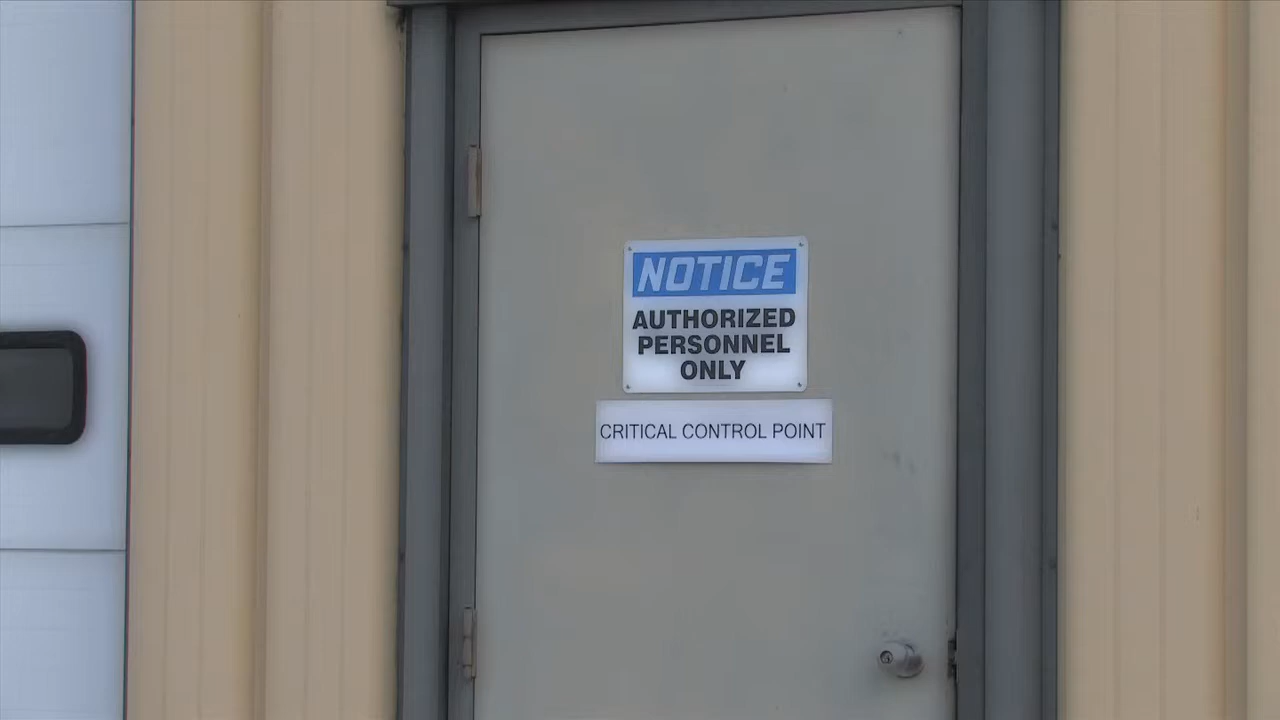 NOTICE
AUTHORIZED
PERSONNEL
ONLY
CRITICAL CONTROL POINT